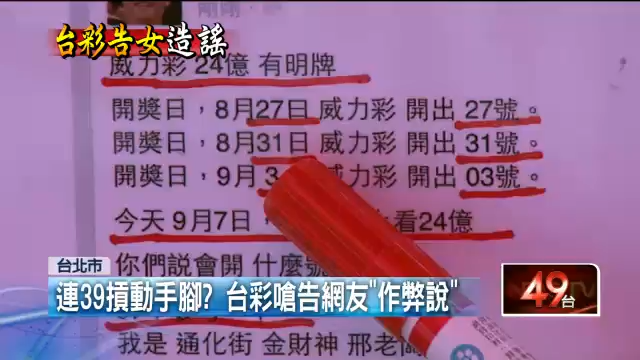 台彩告女造謠
威力彩 24億 有明牌
開獎日，8月27日 威力彩 開出 27號。
開獎日，8月31日 威力彩 開出 31號。
開獎日，9月3 威力彩 開出 03號。
今天 9月7日， 看24億
你們說會開 什麼號
台北市
連39摃動手腳? 台彩嗆告網友"作弊說"
49台
我是 通化街 金財神 邢老闆